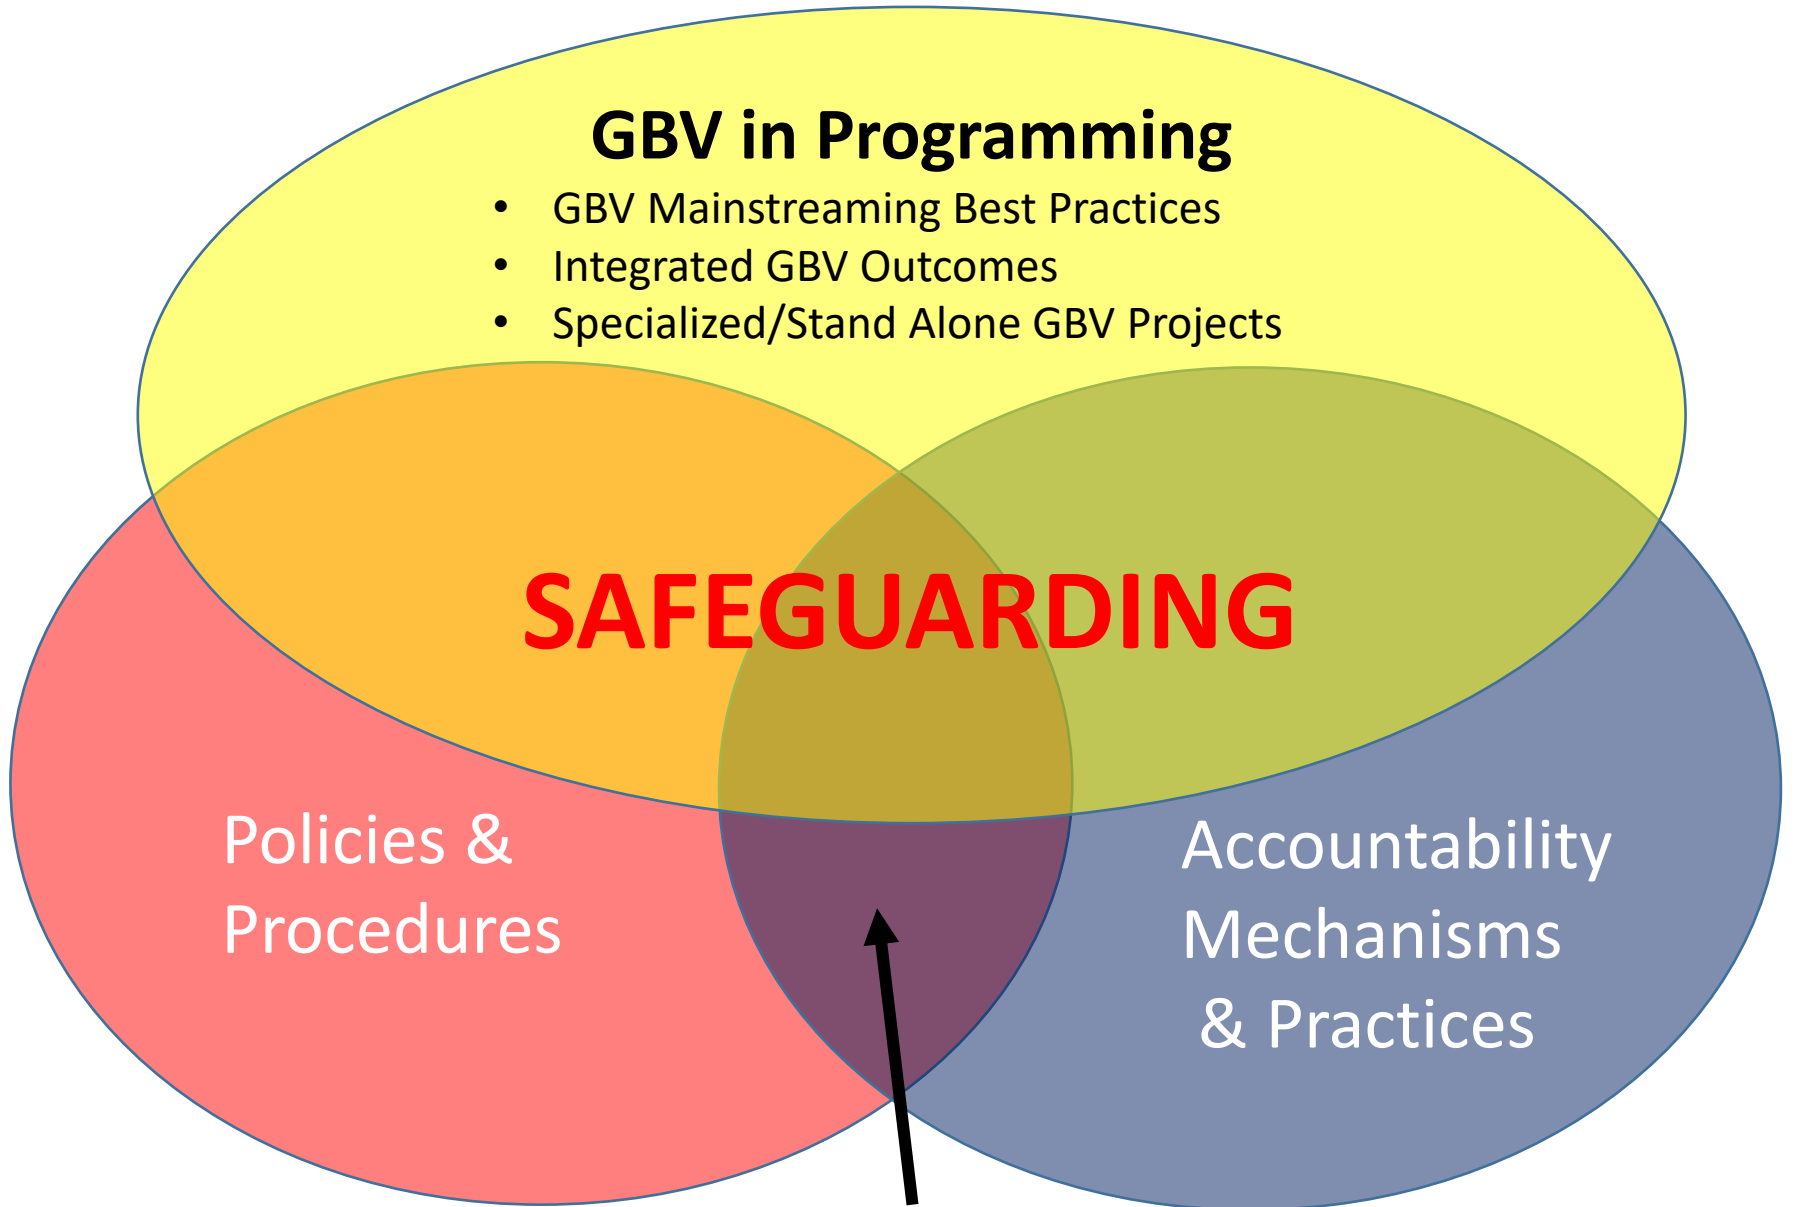 GBV in Programming
• GBV Mainstreaming Best Practices
• Integrated GBV Outcomes
• Specialized/Stand Alone GBV Projects
SAFEGUARDING
Policies &
Procedures
Accountability
Mechanisms
& Practices